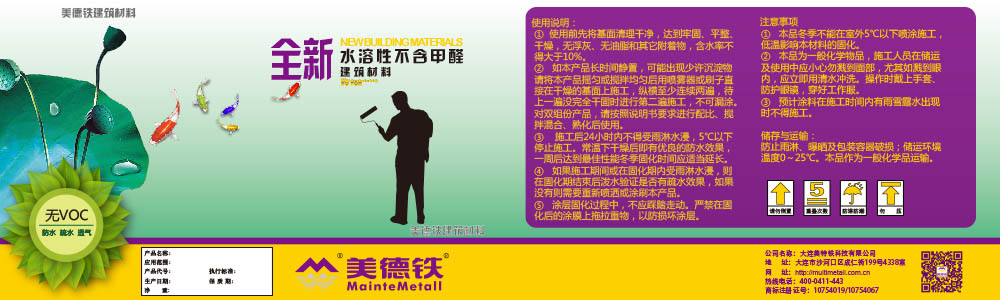 美德铁建筑材料
全新
NEW BUILDING MATERIALS
水溶性不含甲醛
建筑材料
无VOC
防水 疏水 透气
美德铁建筑材料
使用说明：
① 使用前先将基面清理干净，达到牢固、平整、
干燥，无浮灰、无油脂和其它附着物，含水率不
得大于10%。
② 如本产品长时间静置，可能出现少许沉淀物
请将本产品摇匀或搅拌均匀后用喷雾器或刷子直
接在干燥的基面上施工，纵横至少连续两遍，待
上一遍没完全干固时进行第二遍施工，不可漏涂。
对双组份产品，请按照说明书要求进行配比、搅
拌混合、熟化后使用。
③ 施工后24小时内不得受雨淋水浸，5℃以下
停止施工。常温下干燥后即有优良的防水效果，
一周后达到最佳性能冬季固化时间应适当延长。
④ 如果施工期间或在固化期内受雨淋水浸，则
在固化期结束后泼水验证是否有疏水效果，如果
没有则需要重新喷洒或涂刷本产品。
⑤ 涂层固化过程中，不应踩踏走动。严禁在固
化后的涂膜上拖拉重物，以防损坏涂层。
注意事项
① 本品冬季不能在室外5℃以下喷涂施工，
低温影响本材料的固化。
② 本品为一般化学物品，施工人员在储运
及使用中应小心勿溅到面部，尤其如溅到眼
内，应立即用清水冲洗。操作时戴上手套、
防护眼镜，穿好工作服。
③ 预计涂料在施工时间内有雨雪露水出现
时不得施工。
储存与运输：
防止雨淋、曝晒及包装容器破损；储运环境
温度0～25℃。本品作为一般化学品运输。
5
请勿倒置
重叠次数
防淋防潮
勿 压
产品名称：
应用范围：
产品代号： 执行标准：
生产日期： 保 质 期：
净 重：
® 美德铁®
MainteMetall
公司名称：大连美特铁科技有限公司
地 址：大连市沙河口区成仁街199号4338室
网 址：http://multimetall.com.cn
热线电话：400-0411-443
商标注册证号：10754019/10754067